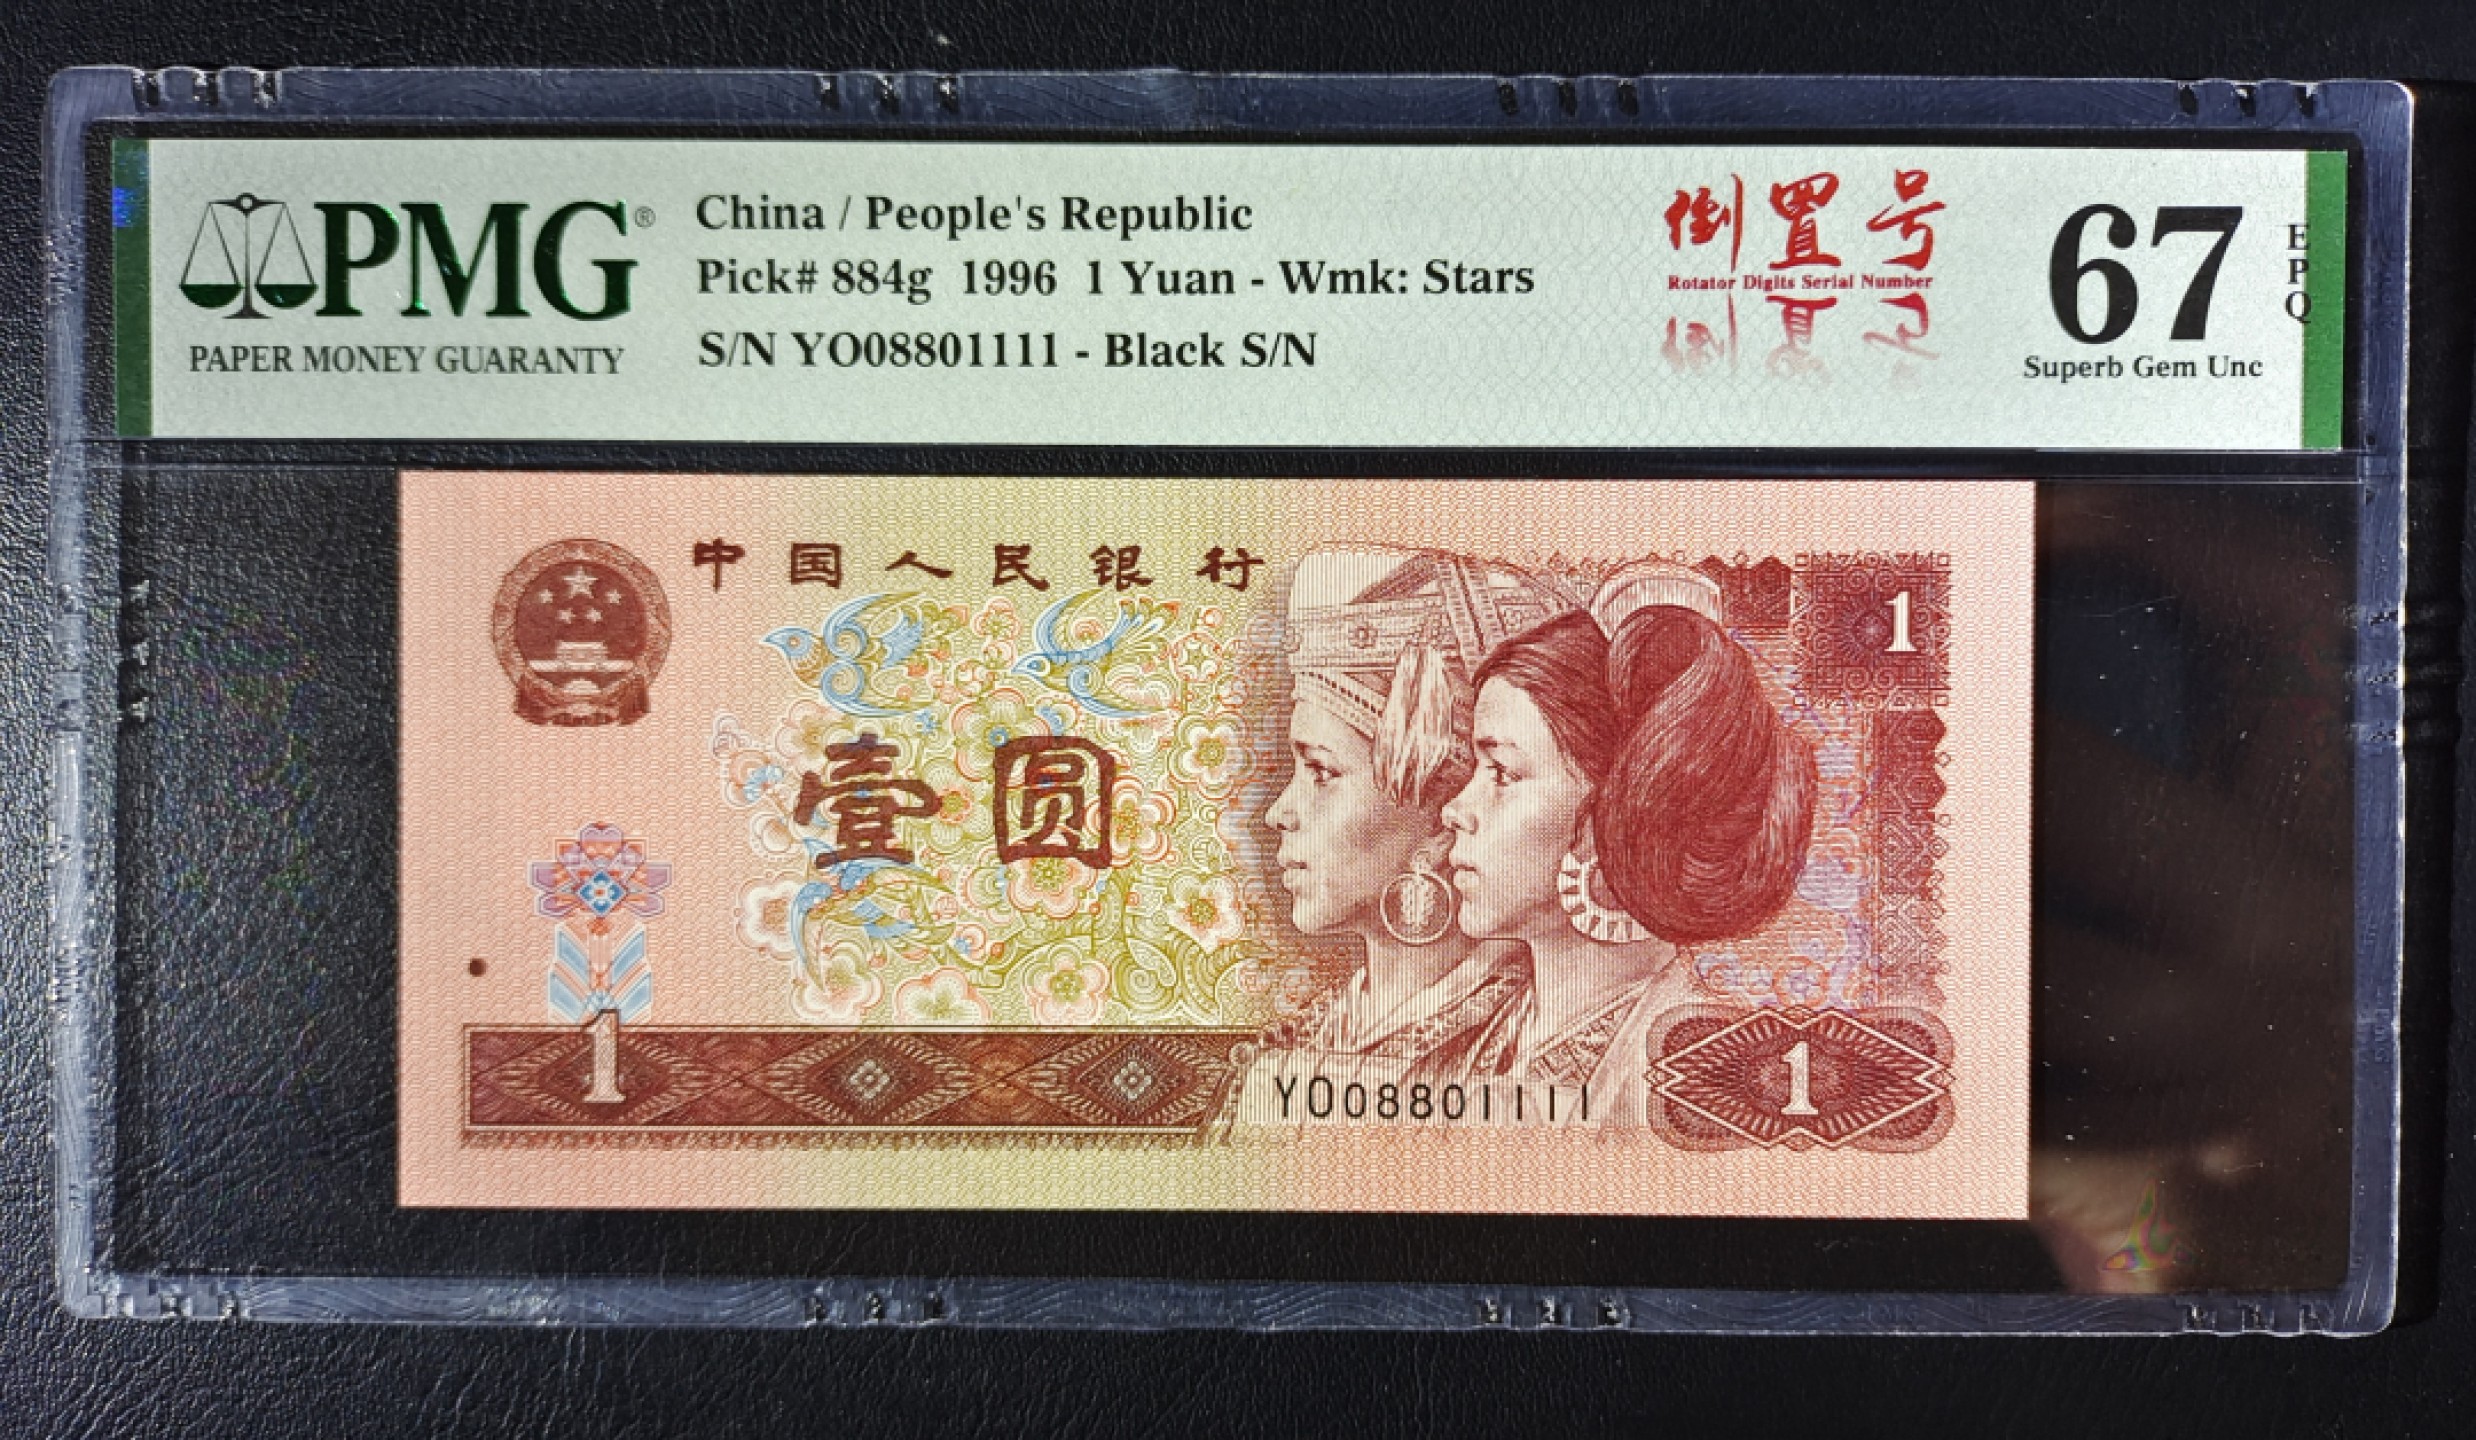 PMG®
PAPER MONEY GUARANTY
China / People's Republic
Pick# 884g 1996 1 Yuan - Wmk: Stars
S/N YO08801111 - Black S/N
倒置号
Rotator Digits Serial Number
67
EPQ
Superb Gem Unc
中国人民银行
1
壹圆
1
YO08801111
1